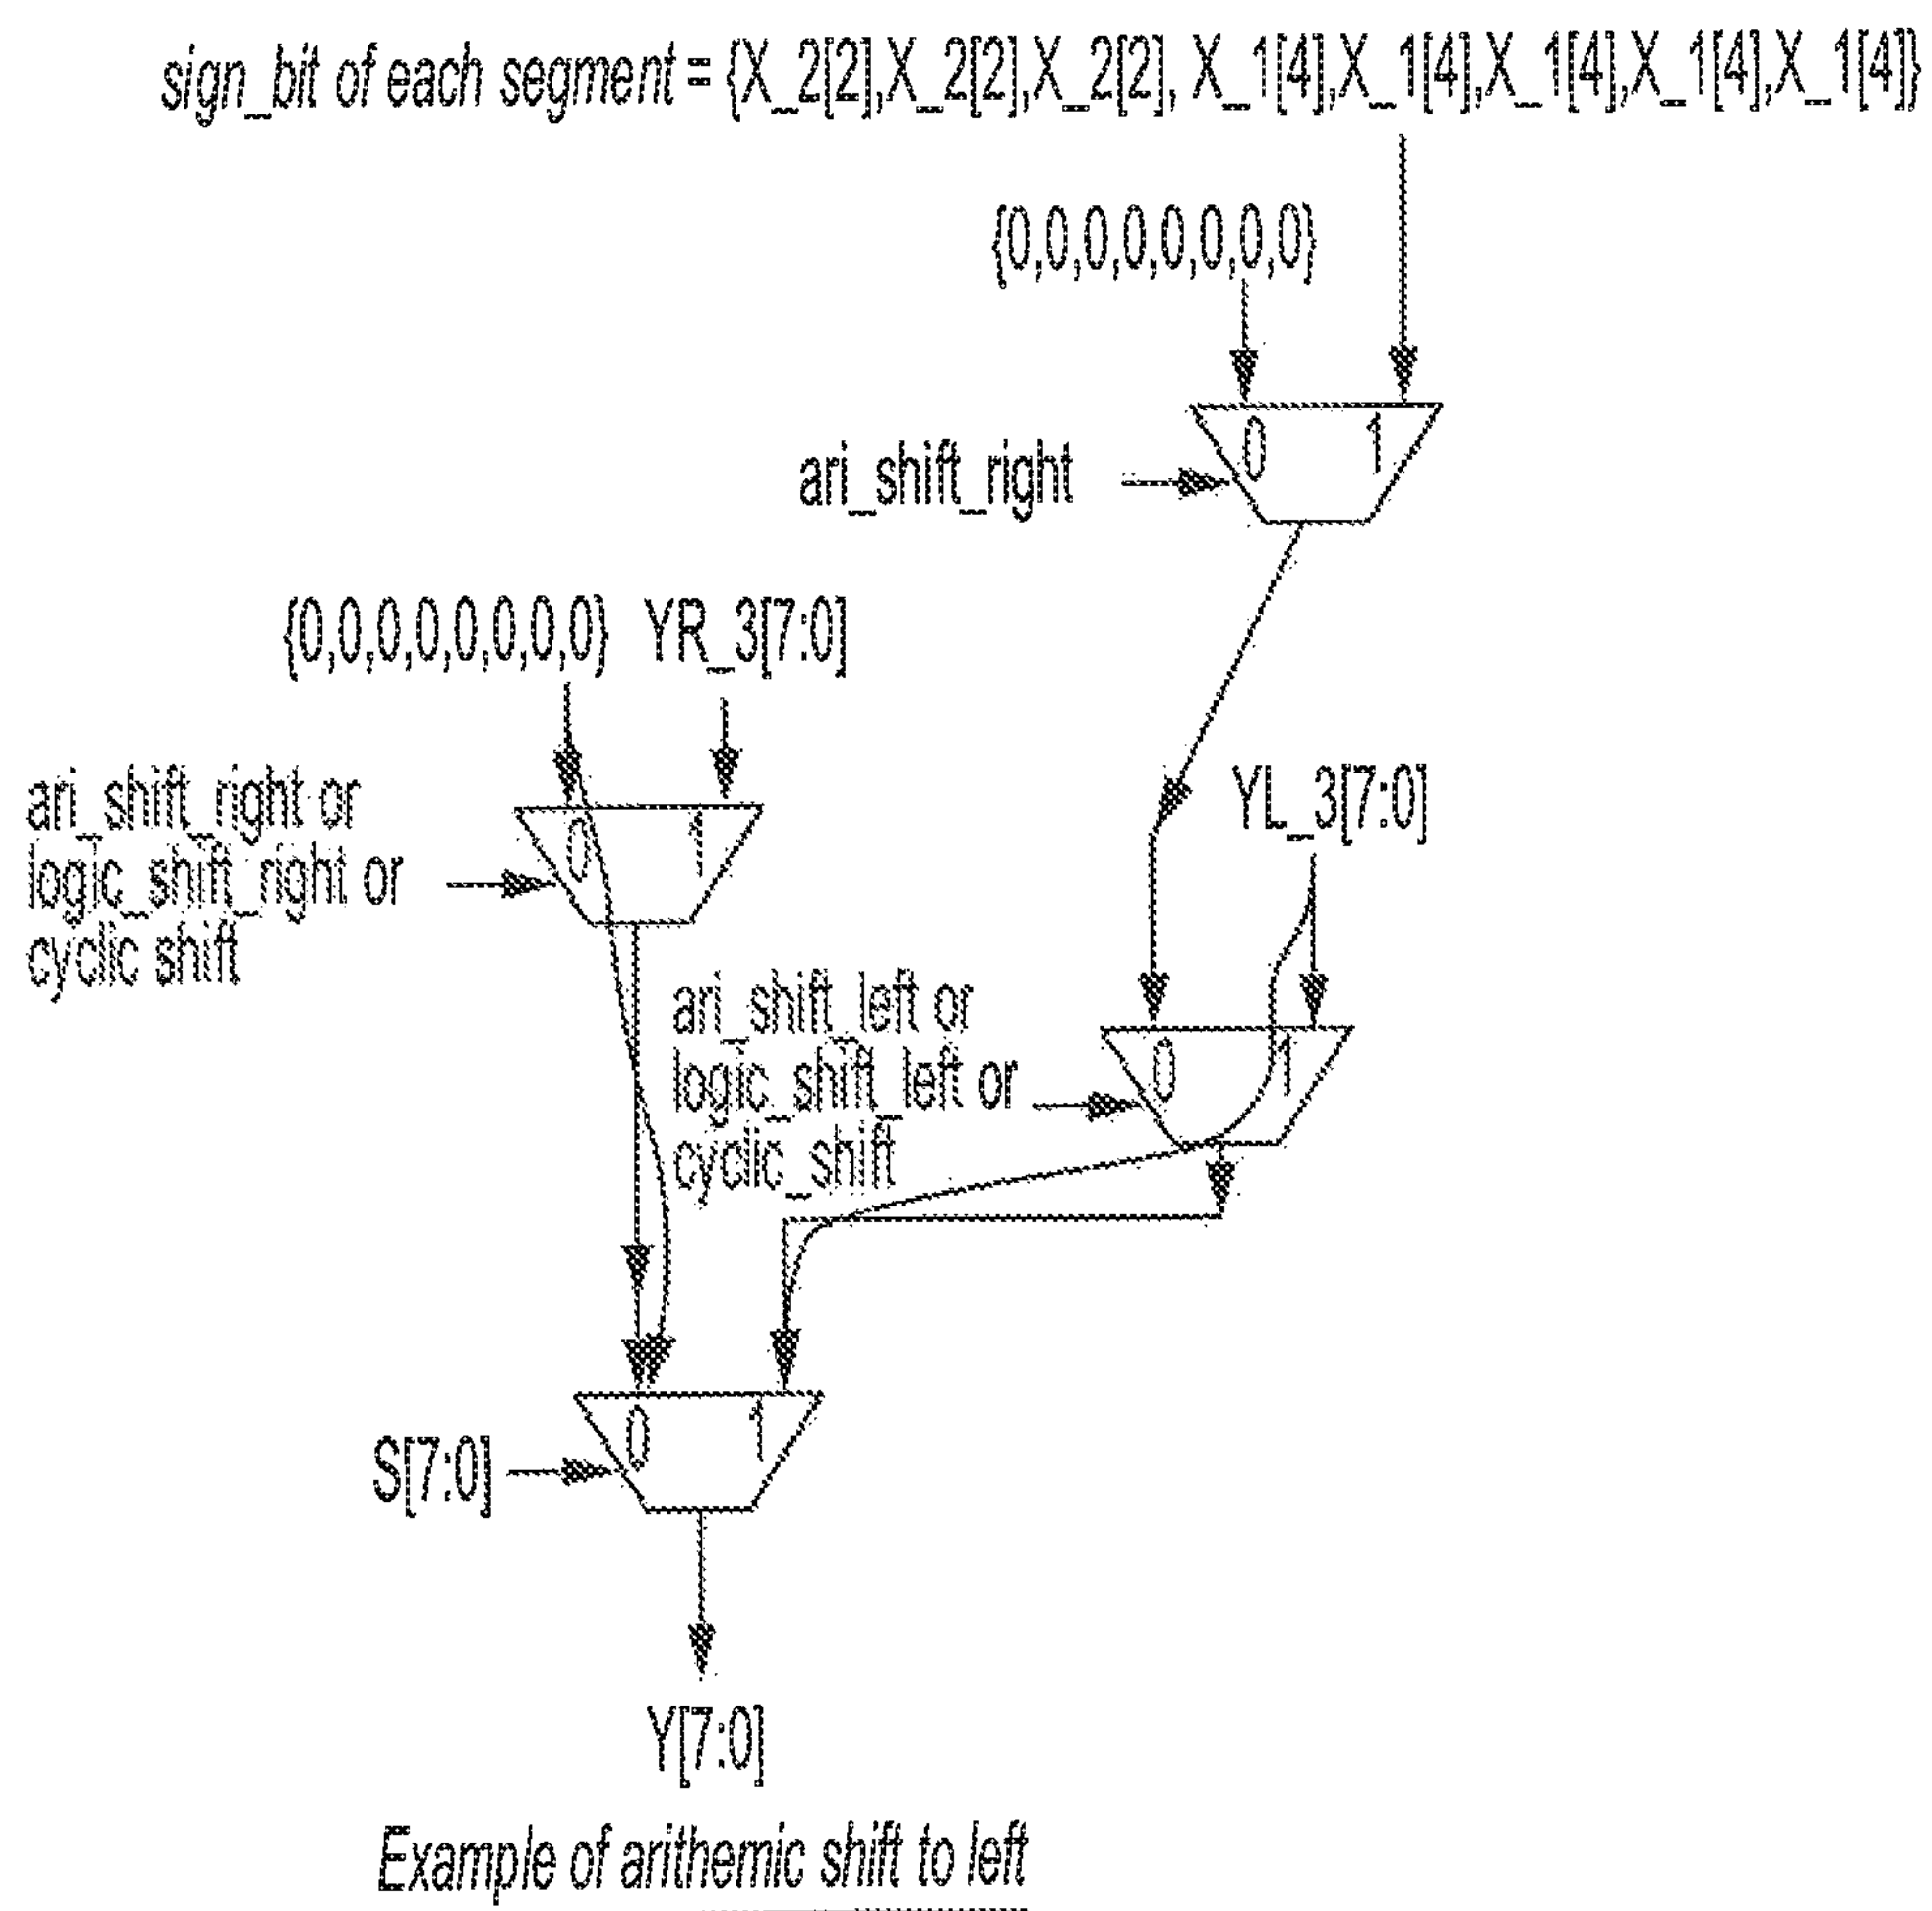 sign_bit of each segment = {X_2[2],X_2[2],X_2[2], X_1[4],X_1[4],X_1[4],X_1[4],X_1[4]}
{0,0,0,0,0,0,0,0}
0 1
ari_shift_right
{0,0,0,0,0,0,0,0} YR_3[7:0]
YL_3[7:0]
ari_shift_right or
logic_shift_right or
cyclic shift
0 1
ari_shift_left or
logic_shift_left or
cyclic_shift
0 1
0 1
S[7:0]
Y[7:0]
Example of arithemic shift to left